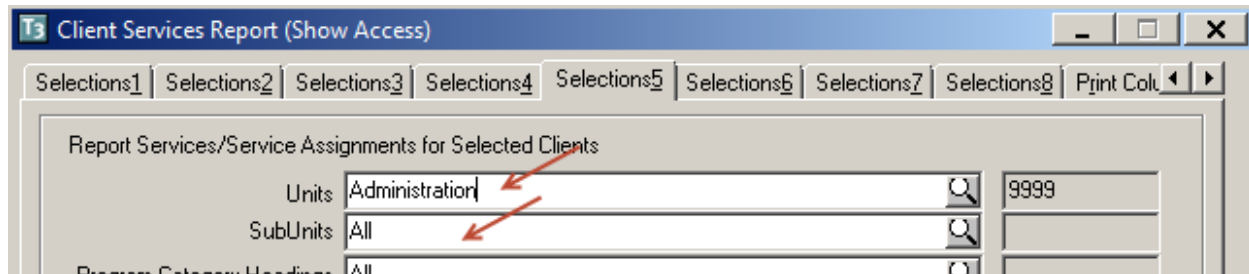 T3 Client Services Report (Show Access)
Selections1 Selections2 Selections3 Selections4 Selections5 Selections6 Selections7 Selections8 Print Colu
Report Services/Service Assignments for Selected Clients
Units Administration 9999
SubUnits All
Program Category Headings All